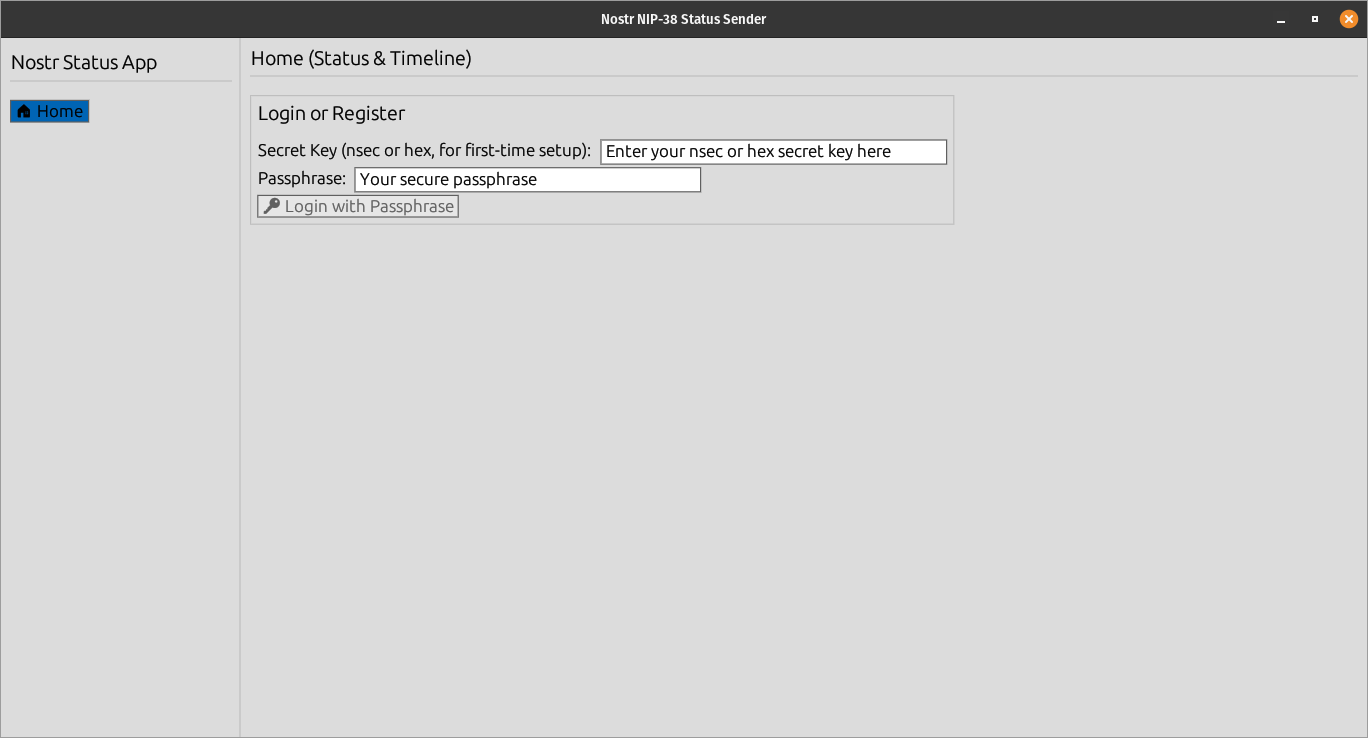 Nostr NIP-38 Status Sender
Nostr Status App
Home
Home (Status & Timeline)
Login or Register
Secret Key (nsec or hex, for first-time setup): Enter your nsec or hex secret key here
Passphrase: Your secure passphrase
Login with Passphrase